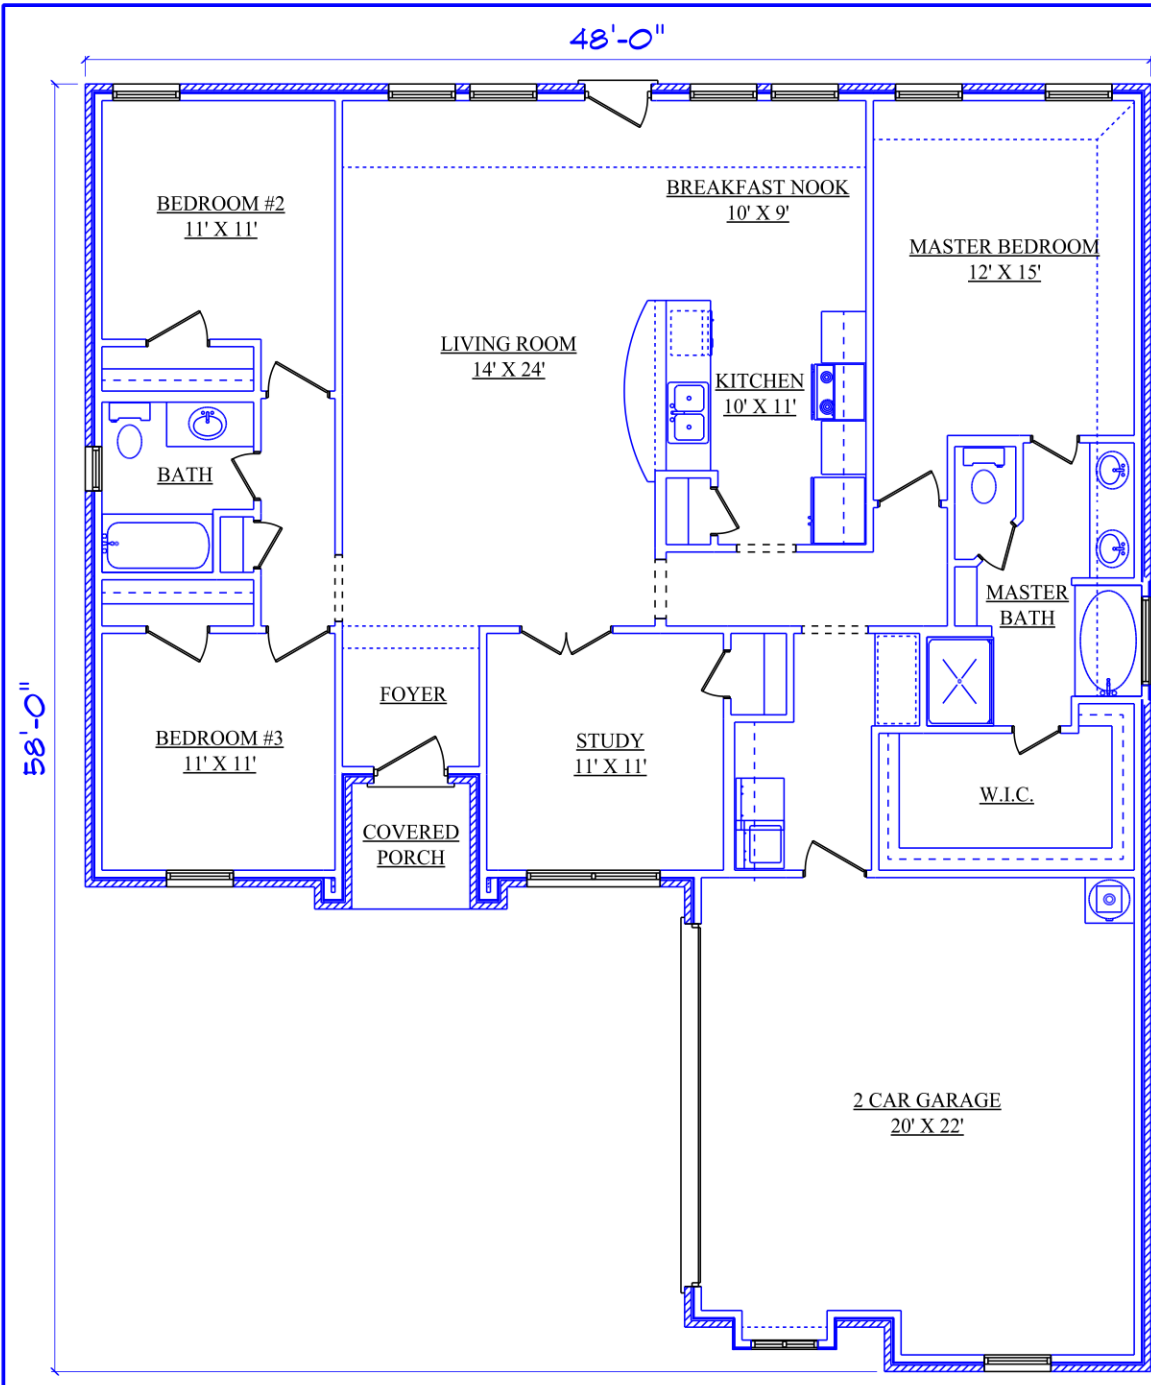 48'-0"
BEDROOM #2
11' X 11'
BREAKFAST NOOK
10' X 9'
MASTER BEDROOM
12' X 15'
LIVING ROOM
14' X 24'
KITCHEN
10' X 11'
BATH
MASTER
BATH
58'-0"
FOYER
BEDROOM #3
11' X 11'
STUDY
11' X 11'
W.I.C.
COVERED
PORCH
2 CAR GARAGE
20' X 22'